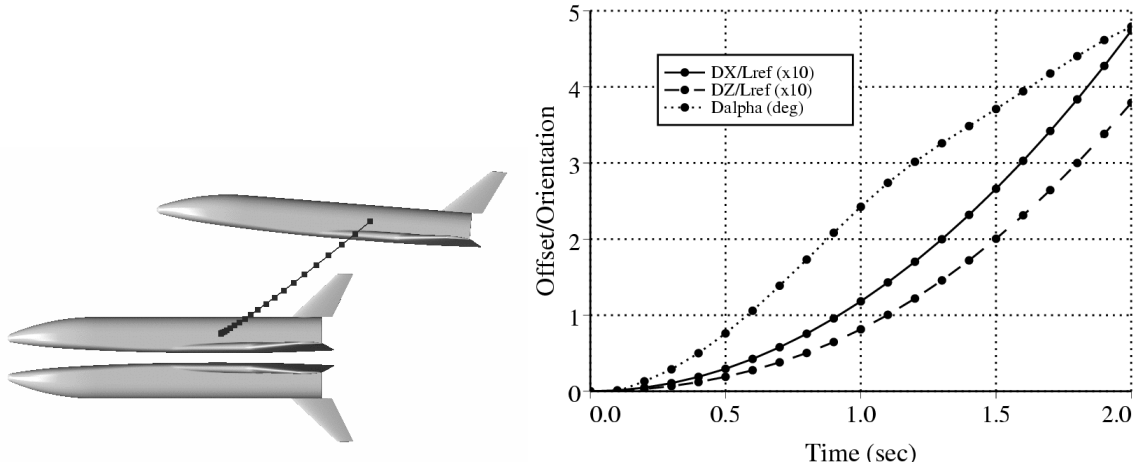 5
4
3
2
1
0
Offset/Orientation
DX/Lref (x10)
DZ/Lref (x10)
Dalpha (deg)
0.0 0.5 1.0 1.5 2.0
Time (sec)